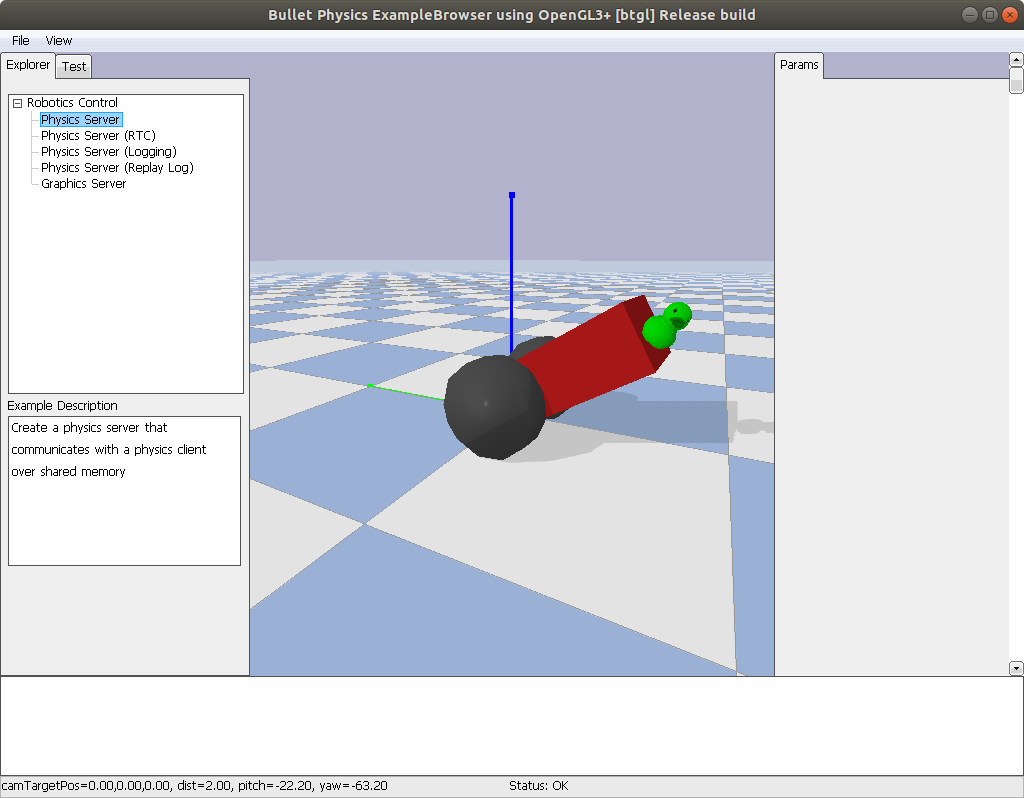 Bullet Physics ExampleBrowser using OpenGL3+ [btgl] Release build
File View
Explorer Test
Params
Robotics Control
Physics Server
Physics Server (RTC)
Physics Server (Logging)
Physics Server (Replay Log)
Graphics Server
Example Description
Create a physics server that
communicates with a physics client
over shared memory
camTargetPos=0.00,0.00,0.00, dist=2.00, pitch=-22.20, yaw=-63.20
Status: OK